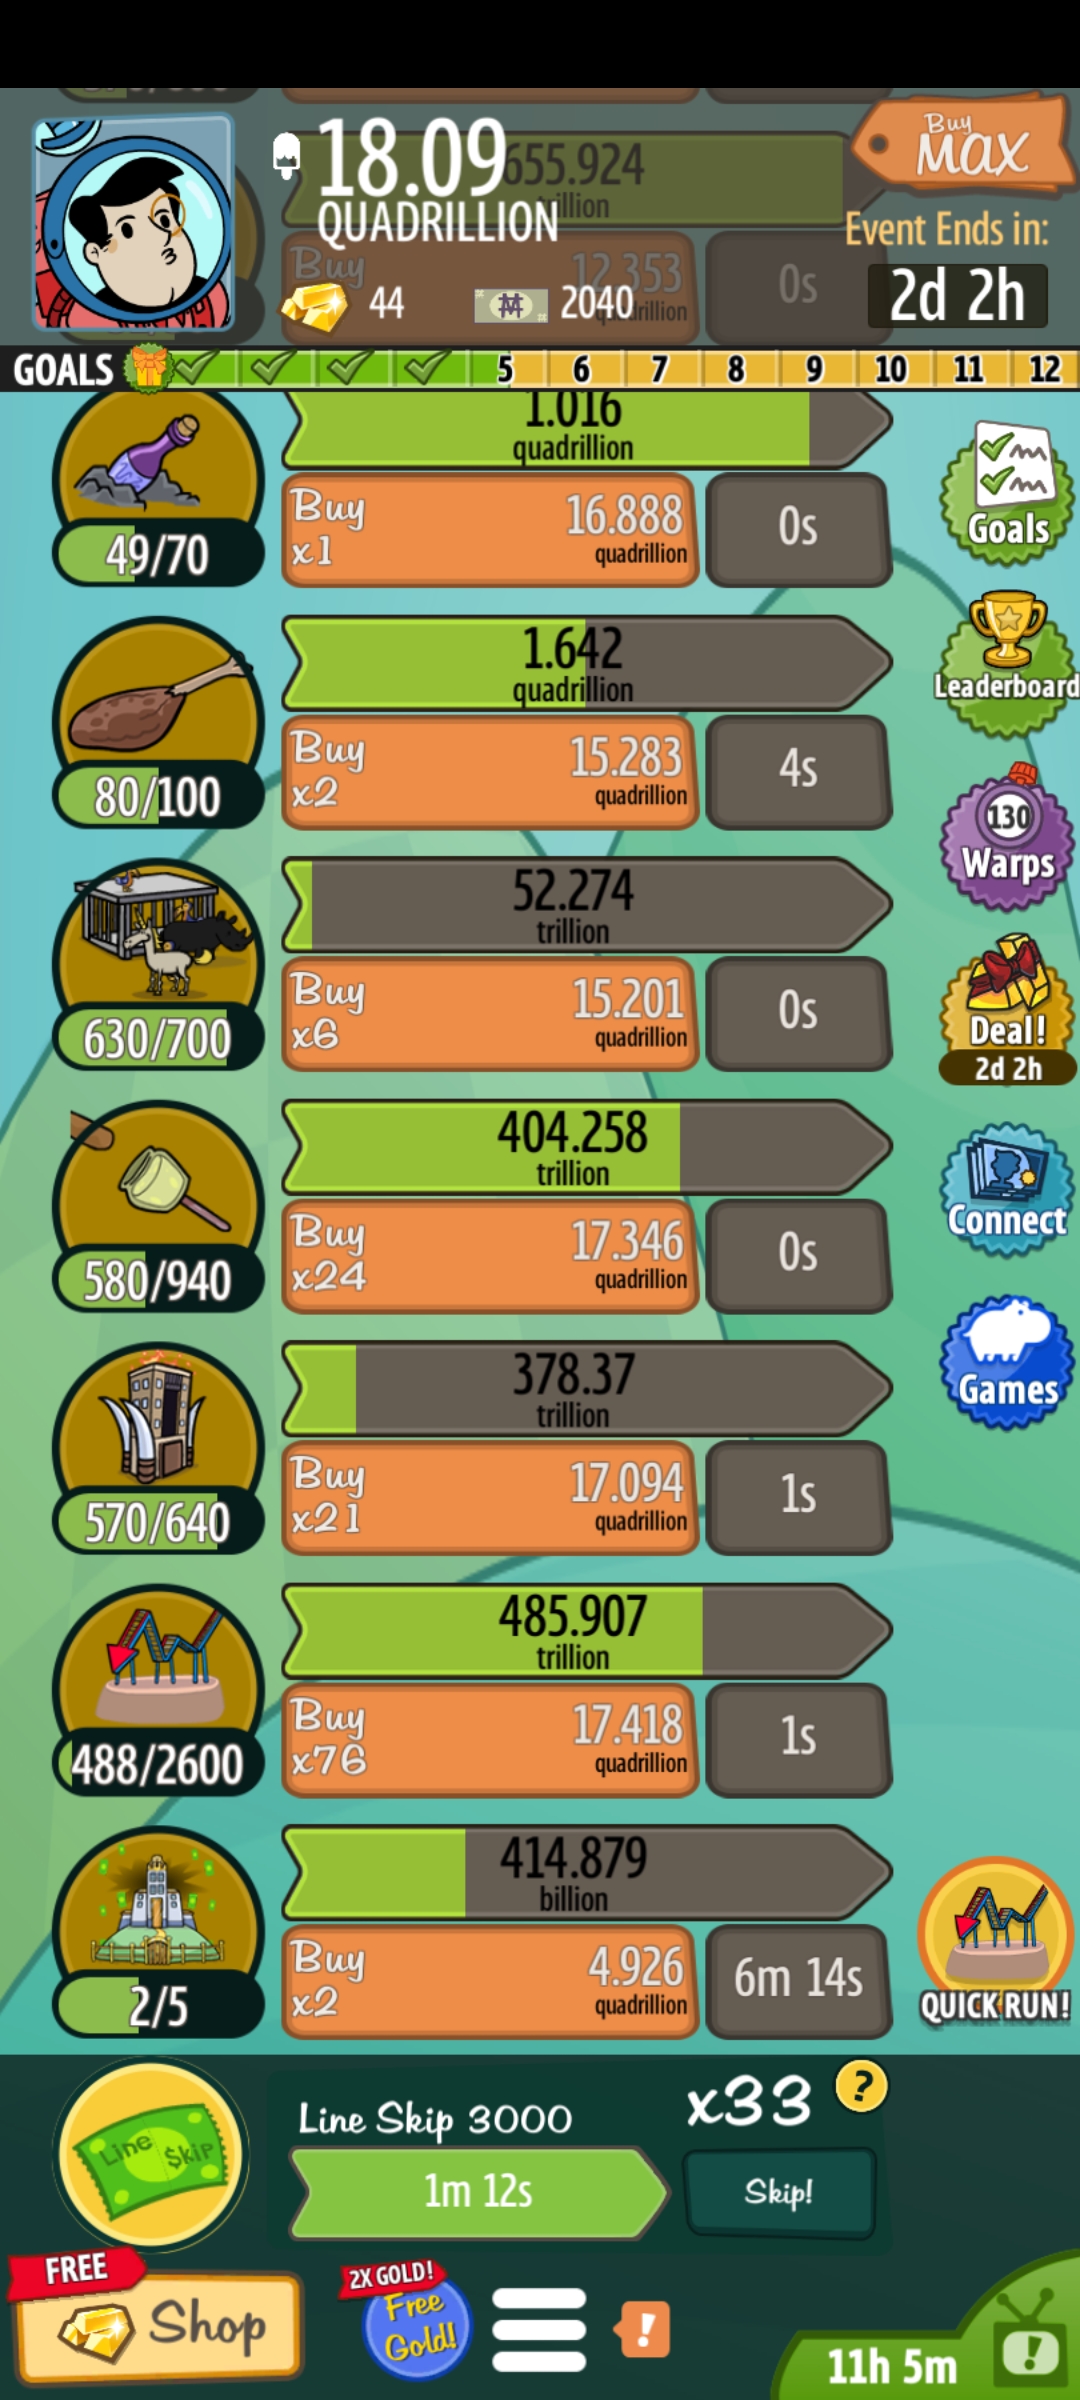 18.09
QUADRILLION
655.924
trillion
Buy
MAX
Event Ends in:
2d 2h
Buy
12.353
0s
44
2040
GOALS 5 6 7 8 9 10 11 12
1.016
quadrillion
49/70
Buy
x1
16.888
quadrillion
0s
Goals
1.642
quadrillion
80/100
Buy
x2
15.283
quadrillion
4s
Leaderboard
130
Warps
52.274
trillion
630/700
Buy
x6
15.201
quadrillion
0s
Deal!
2d 2h
404.258
trillion
580/940
Buy
x24
17.346
quadrillion
0s
Connect
378.37
trillion
570/640
Buy
x21
17.094
quadrillion
1s
Games
485.907
trillion
488/2600
Buy
x76
17.418
quadrillion
1s
414.879
billion
2/5
Buy
x2
4.926
quadrillion
6m 14s
QUICK RUN!
Line Skip
Line Skip 3000
1m 12s
x33
?
Skip!
FREE
Shop
2X GOLD!
Free
Gold!
!
11h 5m
!